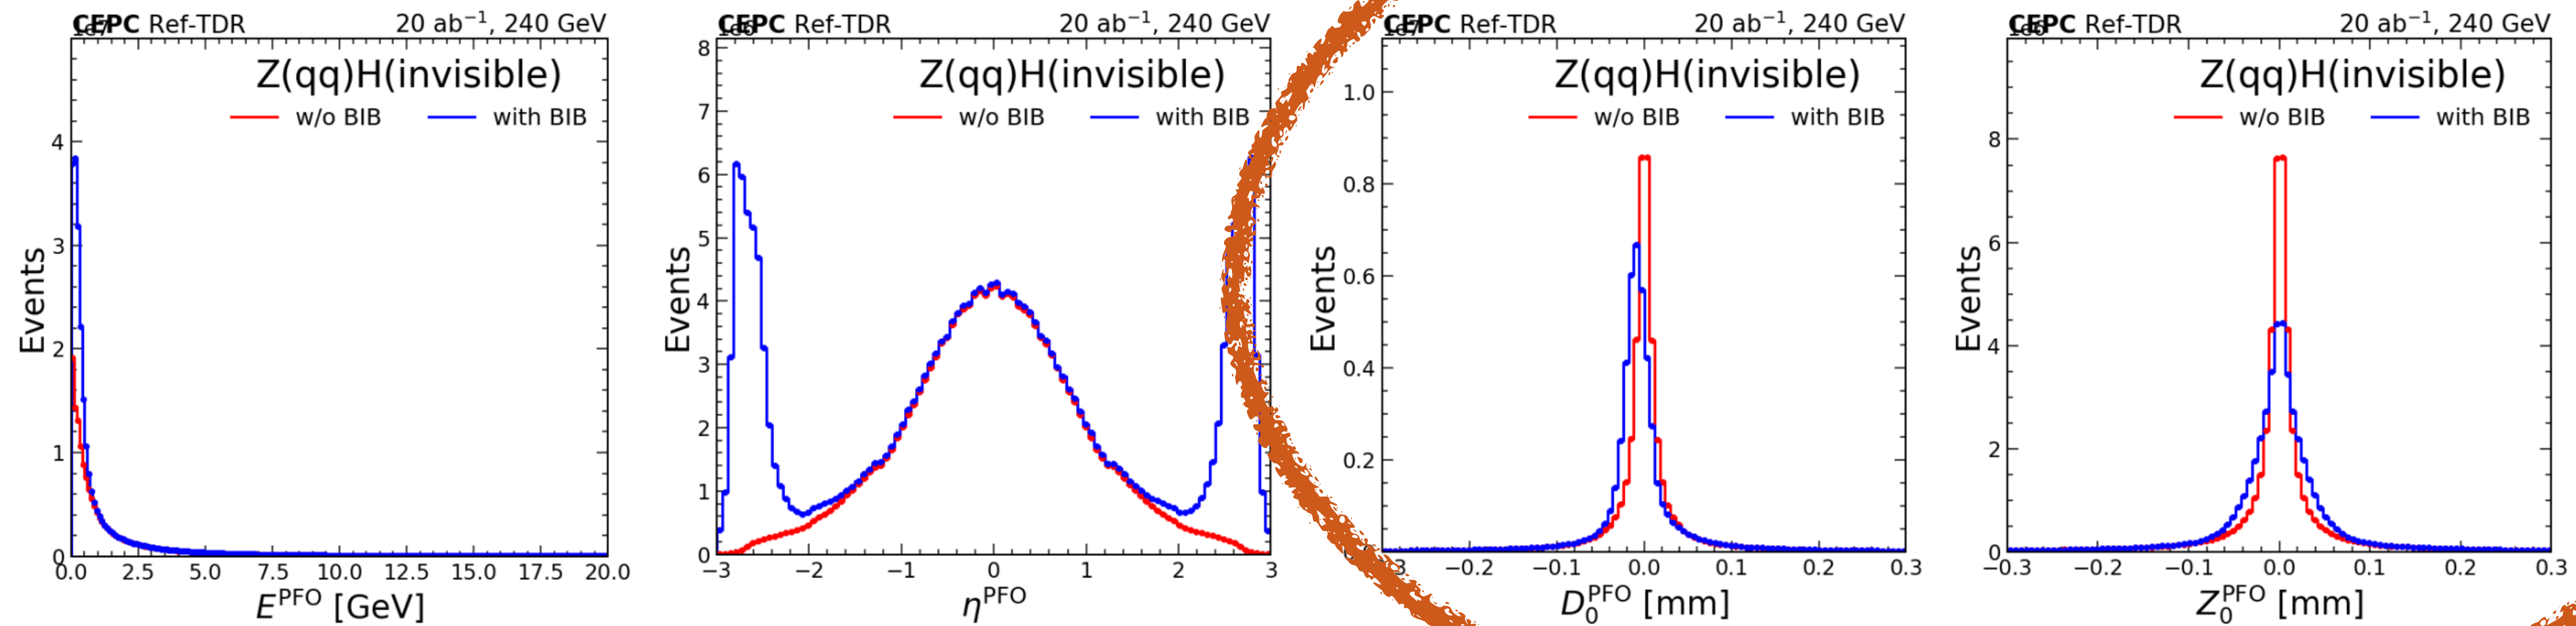 CEPC Ref-TDR 20 ab⁻¹, 240 GeV
1e7
Z(qq)H(invisible)
w/o BIB with BIB
Events
4
3
2
1
0
0.0 2.5 5.0 7.5 10.0 12.5 15.0 17.5 20.0
E^PFO [GeV]
CEPC Ref-TDR 20 ab⁻¹, 240 GeV
1e6
Z(qq)H(invisible)
w/o BIB with BIB
Events
8
7
6
5
4
3
2
1
0
−3 −2 −1 0 1 2 3
η^PFO
CEPC Ref-TDR 20 ab⁻¹, 240 GeV
1e7
Z(qq)H(invisible)
w/o BIB with BIB
Events
1.0
0.8
0.6
0.4
0.2
−0.2 −0.1 0.0 0.1 0.2 0.3
D₀^PFO [mm]
CEPC Ref-TDR 20 ab⁻¹, 240 GeV
1e6
Z(qq)H(invisible)
w/o BIB with BIB
Events
8
6
4
2
0
−0.3 −0.2 −0.1 0.0 0.1 0.2 0.3
Z₀^PFO [mm]